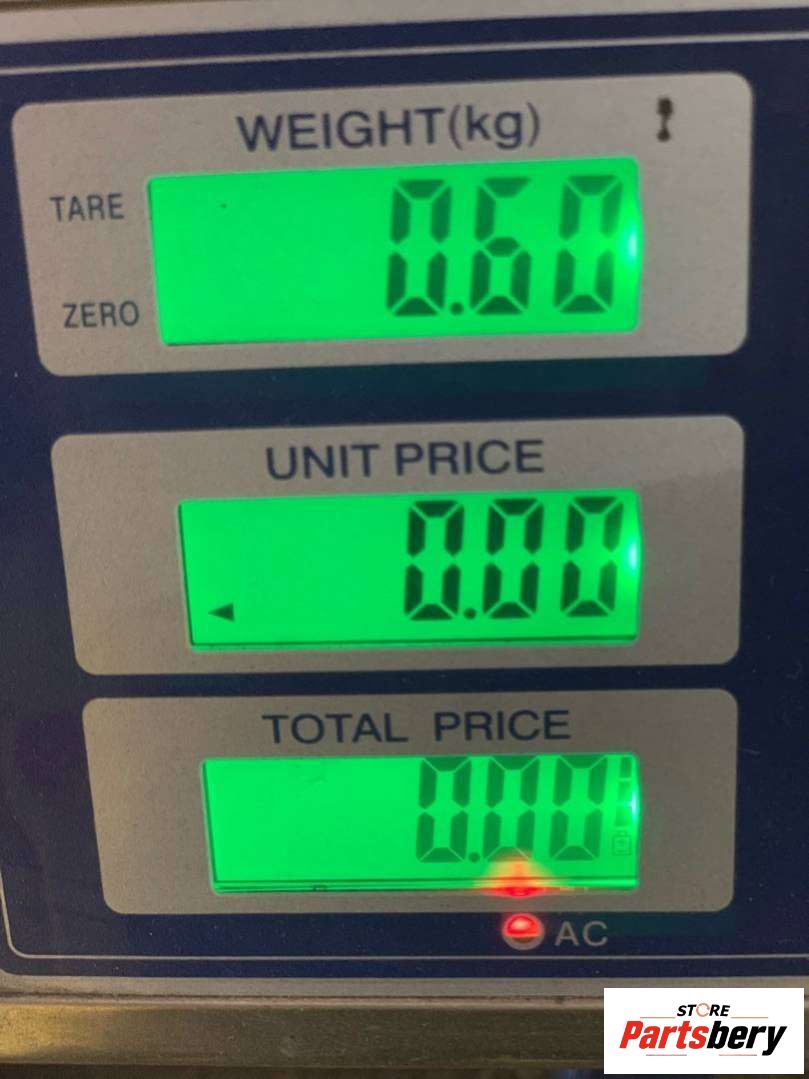 WEIGHT(kg)
TARE
0.60
ZERO
UNIT PRICE
0.00
TOTAL PRICE
0.00
AC
STORE
Partsbery